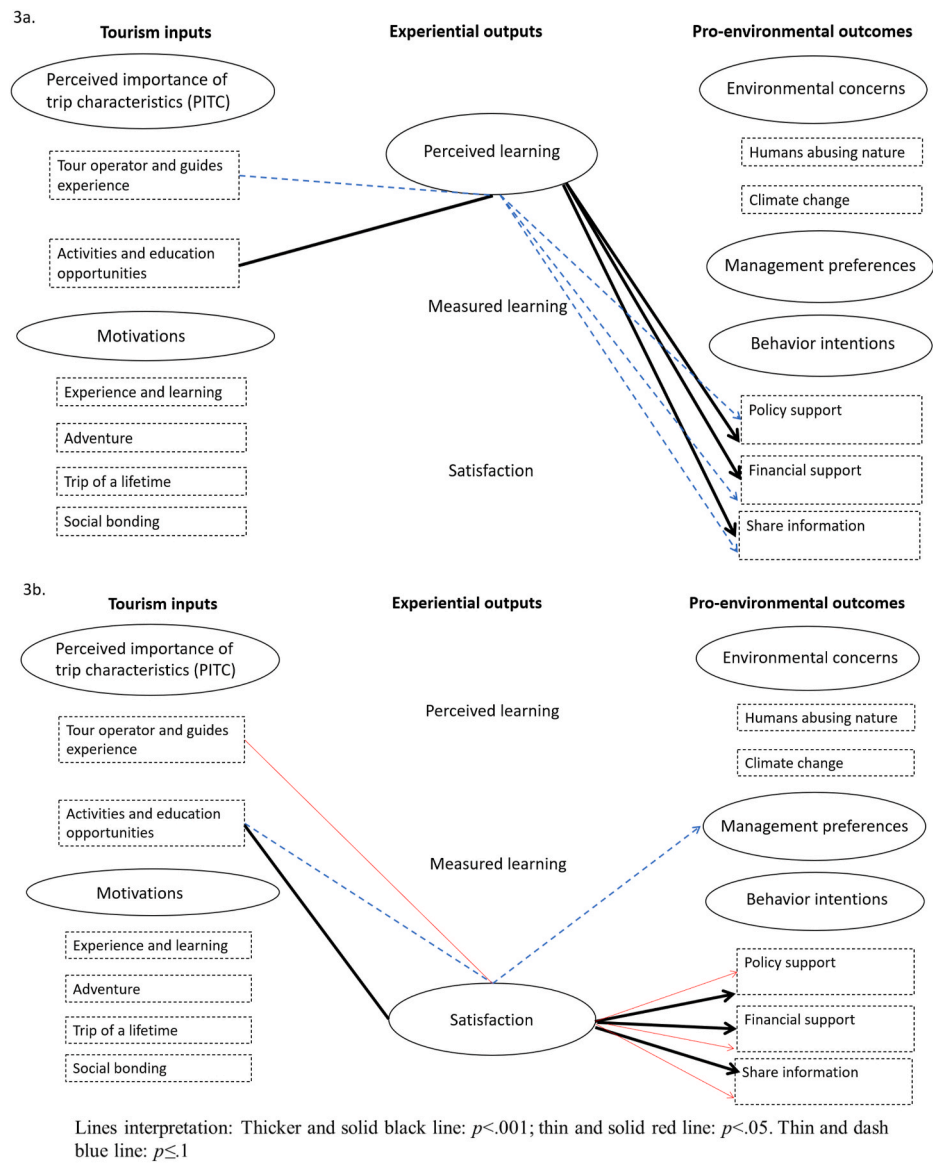 3a.
Tourism inputs
Experiential outputs
Pro-environmental outcomes
Perceived importance of
trip characteristics (PITC)
Environmental concerns
Tour operator and guides
experience
Perceived learning
Humans abusing nature
Climate change
Activities and education
opportunities
Management preferences
Measured learning
Motivations
Behavior intentions
Experience and learning
Policy support
Adventure
Satisfaction
Financial support
Trip of a lifetime
Social bonding
Share information
3b.
Tourism inputs
Experiential outputs
Pro-environmental outcomes
Perceived importance of
trip characteristics (PITC)
Environmental concerns
Perceived learning
Tour operator and guides
experience
Humans abusing nature
Climate change
Activities and education
opportunities
Management preferences
Measured learning
Motivations
Behavior intentions
Experience and learning
Policy support
Adventure
Satisfaction
Financial support
Trip of a lifetime
Social bonding
Share information
Lines interpretation: Thicker and solid black line: p<.001; thin and solid red line: p<.05. Thin and dash
blue line: p≤.1